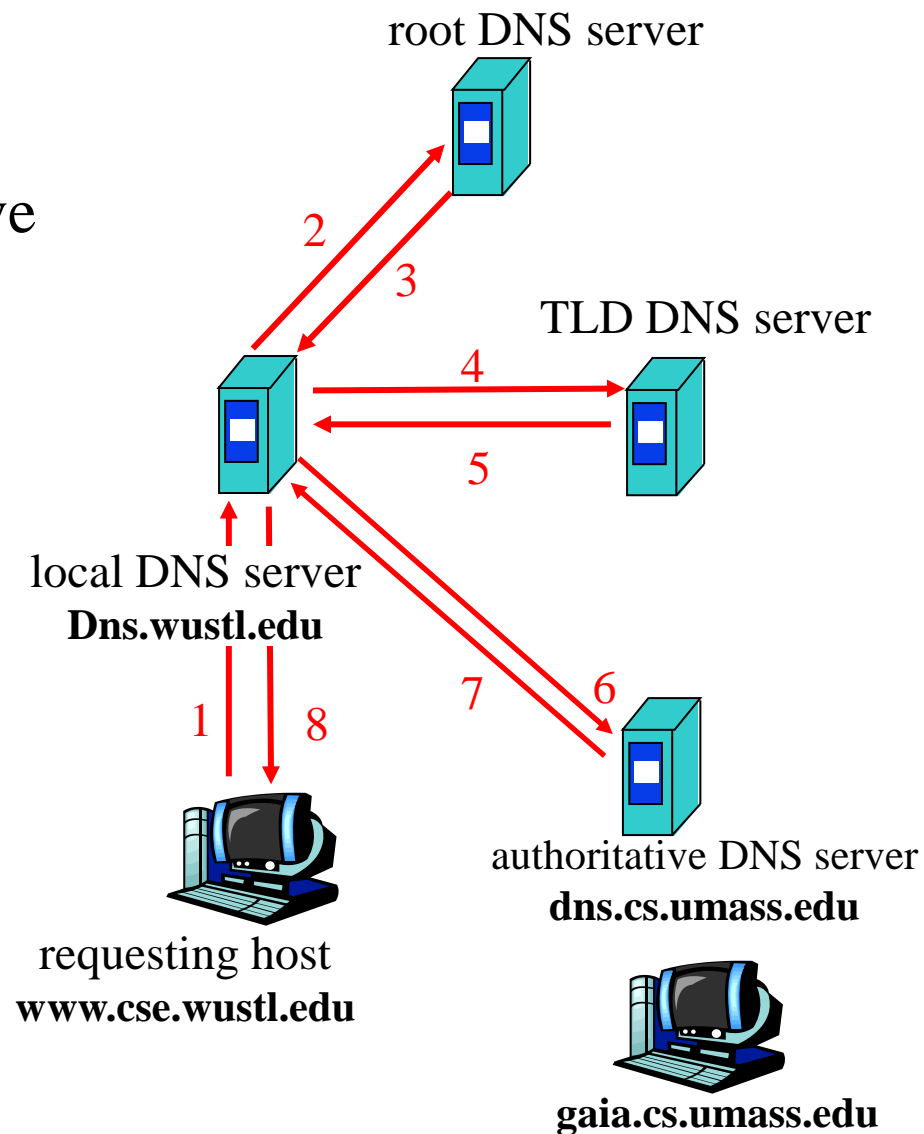 root DNS server
ve
2
3
TLD DNS server
4
5
local DNS server
Dns.wustl.edu
1
8
7
6
authoritative DNS server
dns.cs.umass.edu
requesting host
www.cse.wustl.edu
gaia.cs.umass.edu